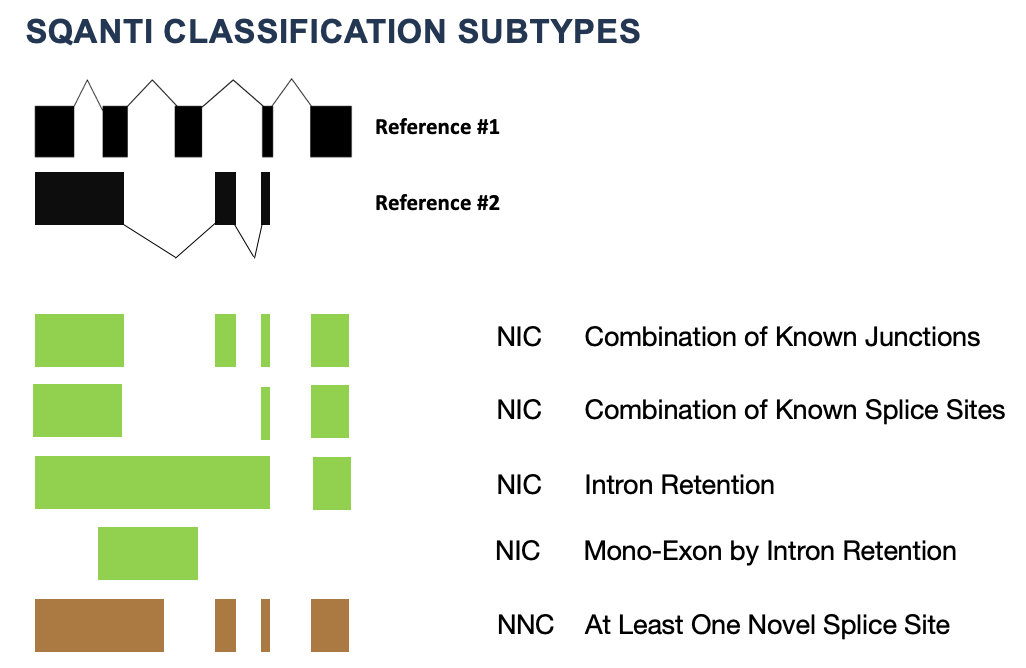 SQANTI CLASSIFICATION SUBTYPES
Reference #1
Reference #2
NIC Combination of Known Junctions
NIC Combination of Known Splice Sites
NIC Intron Retention
NIC Mono-Exon by Intron Retention
NNC At Least One Novel Splice Site